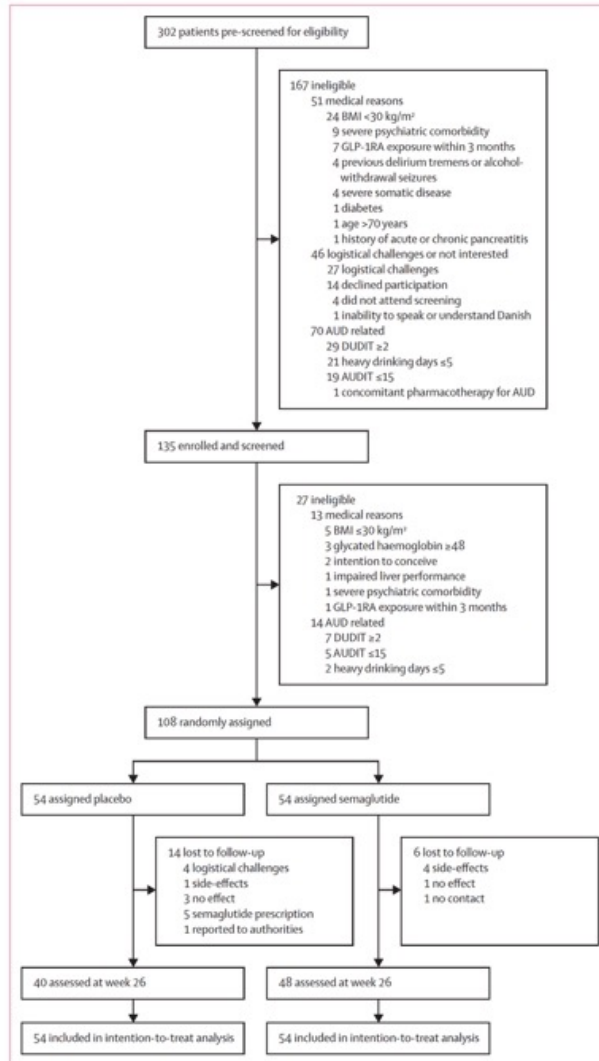 302 patients pre-screened for eligibility
167 ineligible
51 medical reasons
24 BMI <30 kg/m²
9 severe psychiatric comorbidity
7 GLP-1RA exposure within 3 months
4 previous delirium tremens or alcohol-
withdrawal seizures
4 severe somatic disease
1 diabetes
1 age >70 years
1 history of acute or chronic pancreatitis
46 logistical challenges or not interested
27 logistical challenges
14 declined participation
4 did not attend screening
1 inability to speak or understand Danish
70 AUD related
29 DUDIT ≥2
21 heavy drinking days ≤5
19 AUDIT ≤15
1 concomitant pharmacotherapy for AUD
135 enrolled and screened
27 ineligible
13 medical reasons
5 BMI ≤30 kg/m²
3 glycated haemoglobin ≥48
2 intention to conceive
1 impaired liver performance
1 severe psychiatric comorbidity
1 GLP-1RA exposure within 3 months
14 AUD related
7 DUDIT ≥2
5 AUDIT ≤15
2 heavy drinking days ≤5
108 randomly assigned
54 assigned placebo
54 assigned semaglutide
14 lost to follow-up
4 logistical challenges
1 side-effects
3 no effect
5 semaglutide prescription
1 reported to authorities
6 lost to follow-up
4 side-effects
1 no effect
1 no contact
40 assessed at week 26
48 assessed at week 26
54 included in intention-to-treat analysis
54 included in intention-to-treat analysis